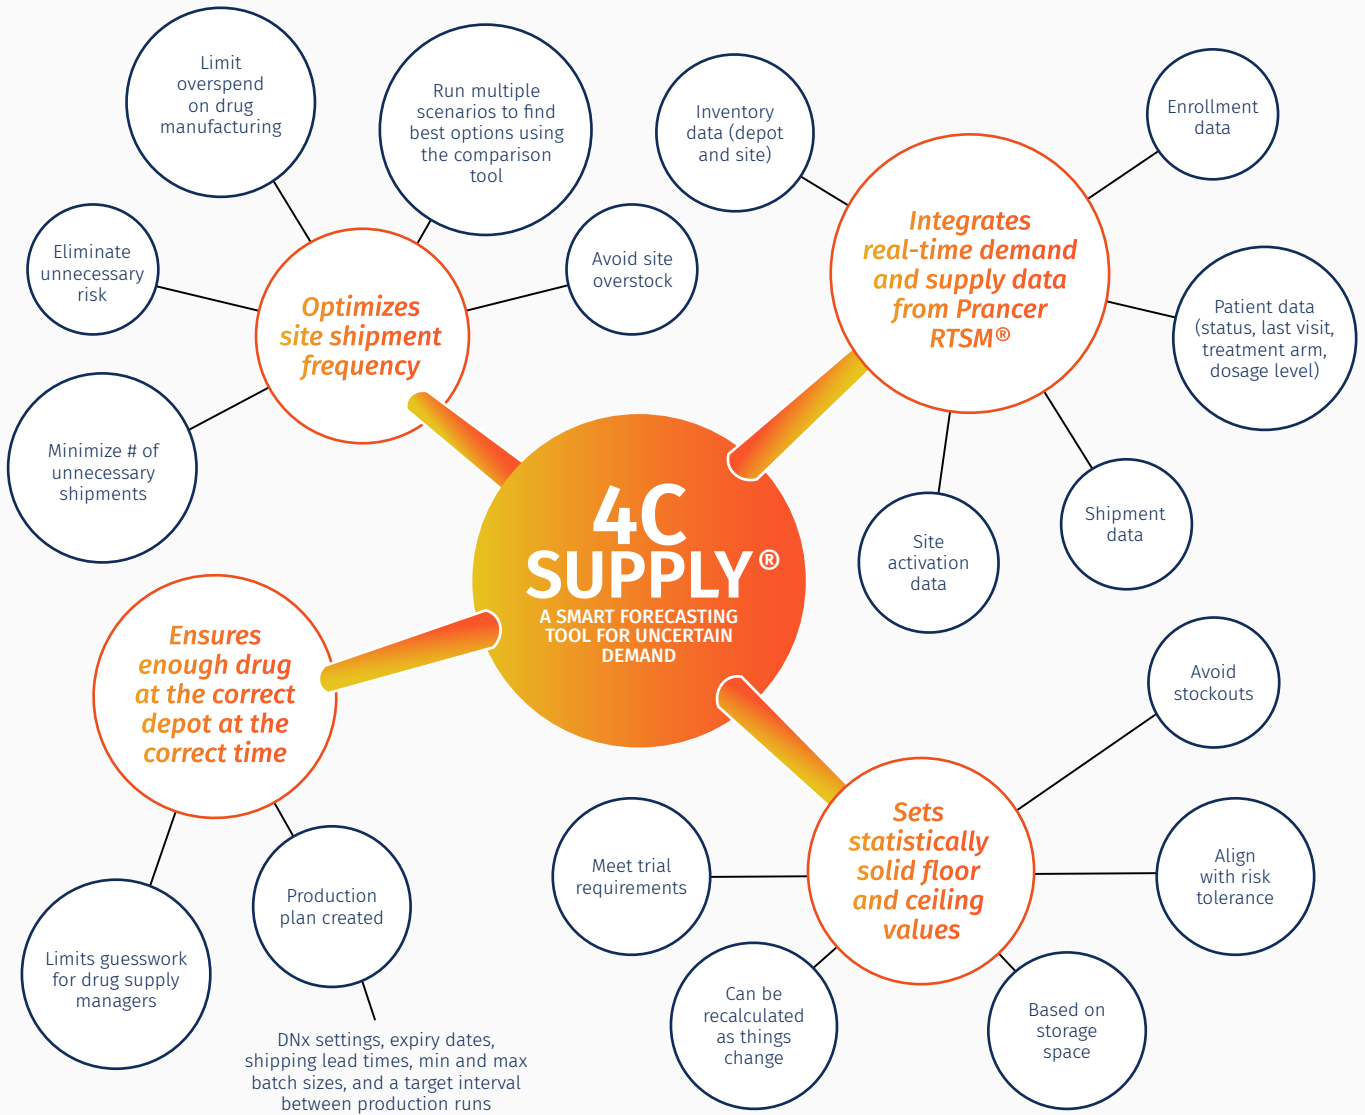 Limit
overspend
on drug
manufacturing
Run multiple
scenarios to find
best options using
the comparison
tool
Eliminate
unnecessary
risk
Avoid site
overstock
Optimizes
site shipment
frequency
Minimize # of
unnecessary
shipments
Inventory
data (depot
and site)
Enrollment
data
Integrates
real-time demand
and supply data
from Prancer
RTSM®
Patient data
(status, last visit,
treatment arm,
dosage level)
Shipment
data
Site
activation
data
4C
SUPPLY®
A SMART FORECASTING
TOOL FOR UNCERTAIN
DEMAND
Ensures
enough drug
at the correct
depot at the
correct time
Limits guesswork
for drug supply
managers
Production
plan created
DNx settings, expiry dates,
shipping lead times, min and max
batch sizes, and a target interval
between production runs
Sets
statistically
solid floor
and ceiling
values
Avoid
stockouts
Meet trial
requirements
Align
with risk
tolerance
Can be
recalculated
as things
change
Based on
storage
space